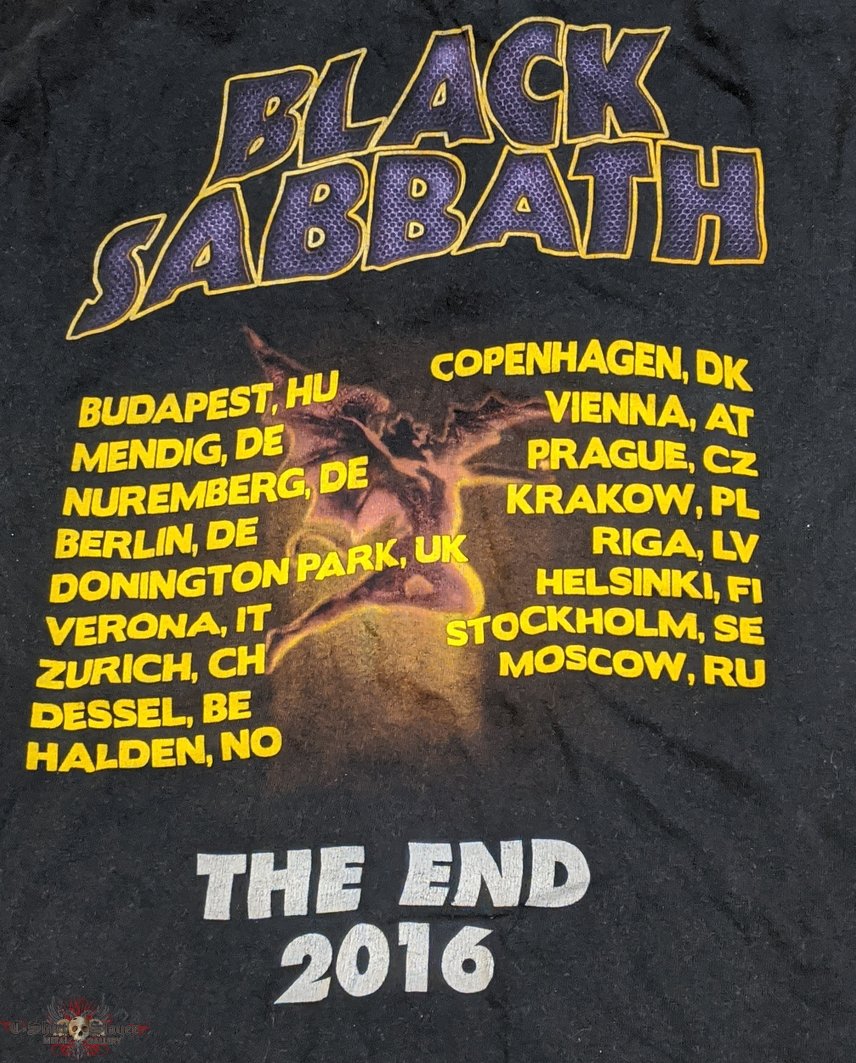 BLACK
SABBATH
BUDAPEST, HU
MENDIG, DE
NUREMBERG, DE
BERLIN, DE
DONINGTON PARK, UK
VERONA, IT
ZURICH, CH
DESSEL, BE
HALDEN, NO
COPENHAGEN, DK
VIENNA, AT
PRAGUE, CZ
KRAKOW, PL
RIGA, LV
HELSINKI, FI
STOCKHOLM, SE
MOSCOW, RU
THE END
2016